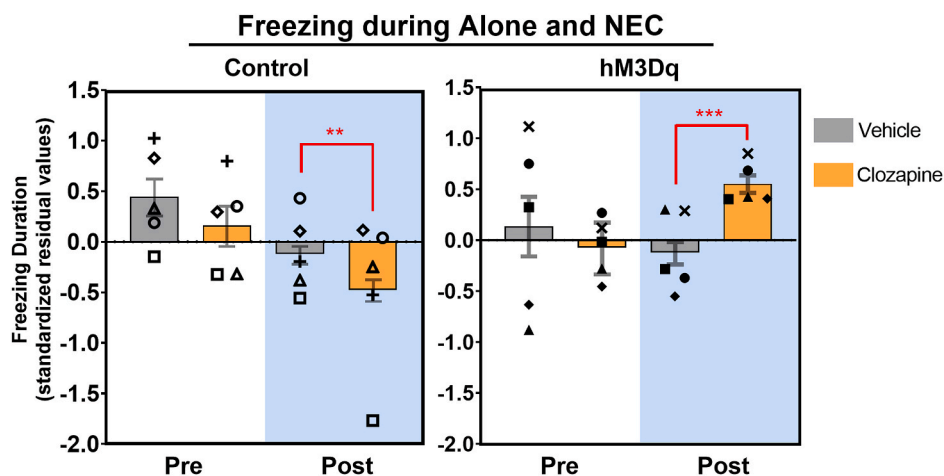 Freezing during Alone and NEC
Control
hM3Dq
Freezing Duration
(standardized residual values)
1.5
1.0
0.5
0.0
-0.5
-1.0
-1.5
-2.0
**
Pre
Post
1.5
1.0
0.5
0.0
-0.5
-1.0
-1.5
-2.0
***
Pre
Post
Vehicle
Clozapine